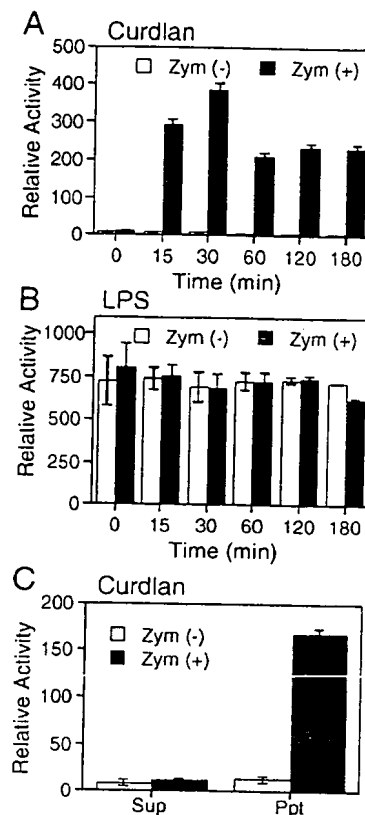 A Curdlan
Zym (-) Zym (+)
500
400
300
200
100
0
Relative Activity
0 15 30 60 120 180
Time (min)
B LPS
Zym (-) Zym (+)
1000
750
500
250
0
Relative Activity
0 15 30 60 120 180
Time (min)
C Curdlan
Zym (-)
Zym (+)
200
150
100
50
0
Relative Activity
Sup Ppt